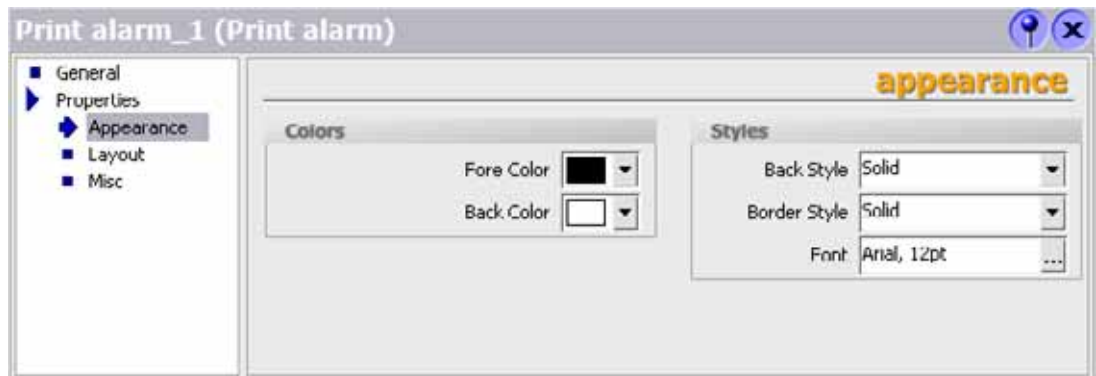 Print alarm_1 (Print alarm)
General
Properties
Appearance
Layout
Misc
appearance
Colors
Fore Color
Back Color
Styles
Back Style Solid
Border Style Solid
Font Arial, 12pt ...